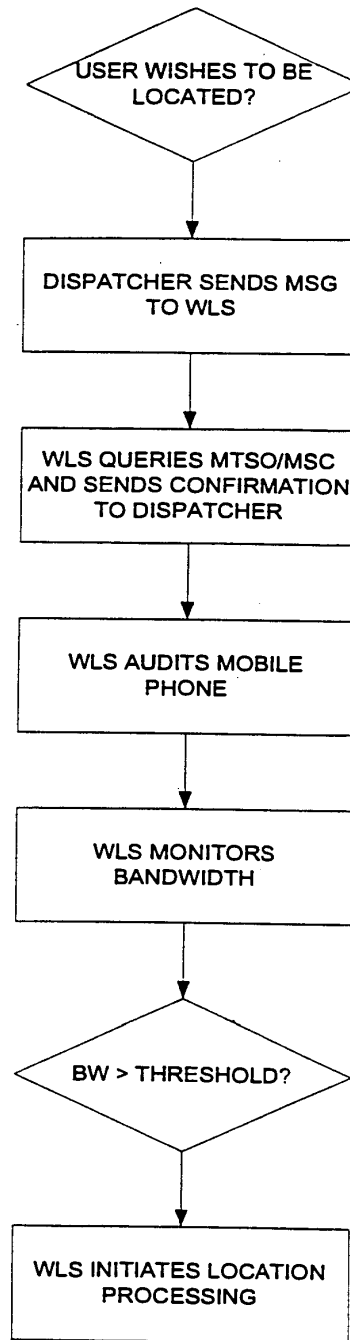 USER WISHES TO BE
LOCATED?
DISPATCHER SENDS MSG
TO WLS
WLS QUERIES MTSO/MSC
AND SENDS CONFIRMATION
TO DISPATCHER
WLS AUDITS MOBILE
PHONE
WLS MONITORS
BANDWIDTH
BW > THRESHOLD?
WLS INITIATES LOCATION
PROCESSING